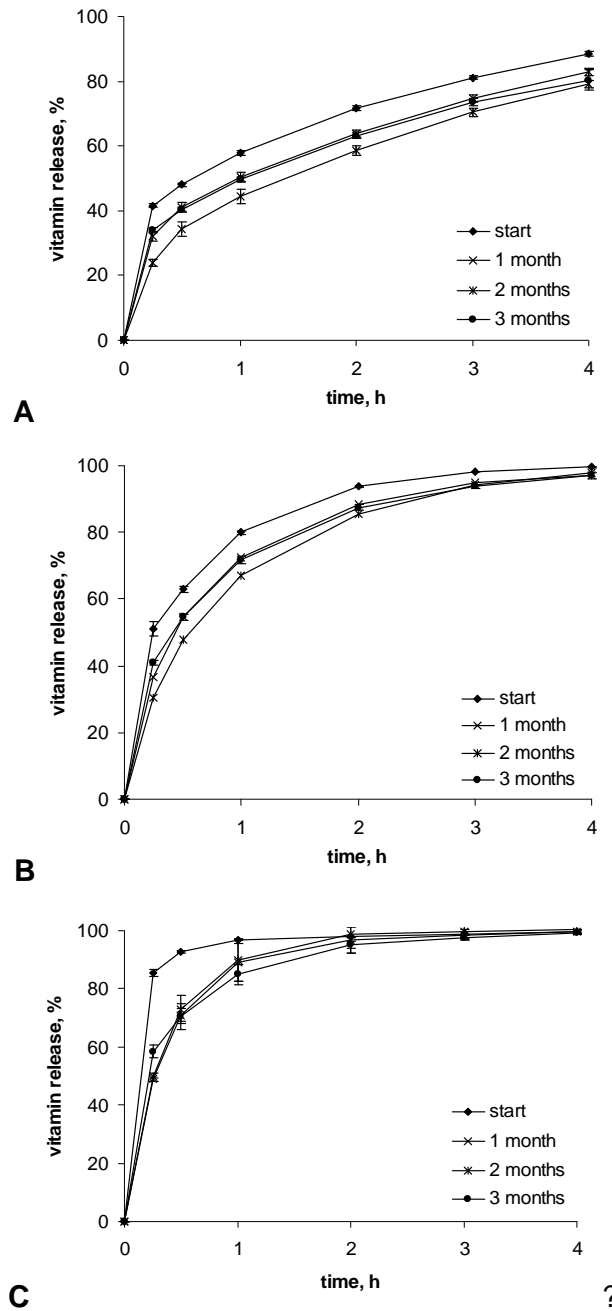 100
80
60
40
20
0
vitamin release, %
start
1 month
2 months
3 months
0 1 2 3 4
time, h
A
100
80
60
40
20
0
vitamin release, %
start
1 month
2 months
3 months
0 1 2 3 4
time, h
B
100
80
60
40
20
0
vitamin release, %
start
1 month
2 months
3 months
0 1 2 3 4
time, h
C
?